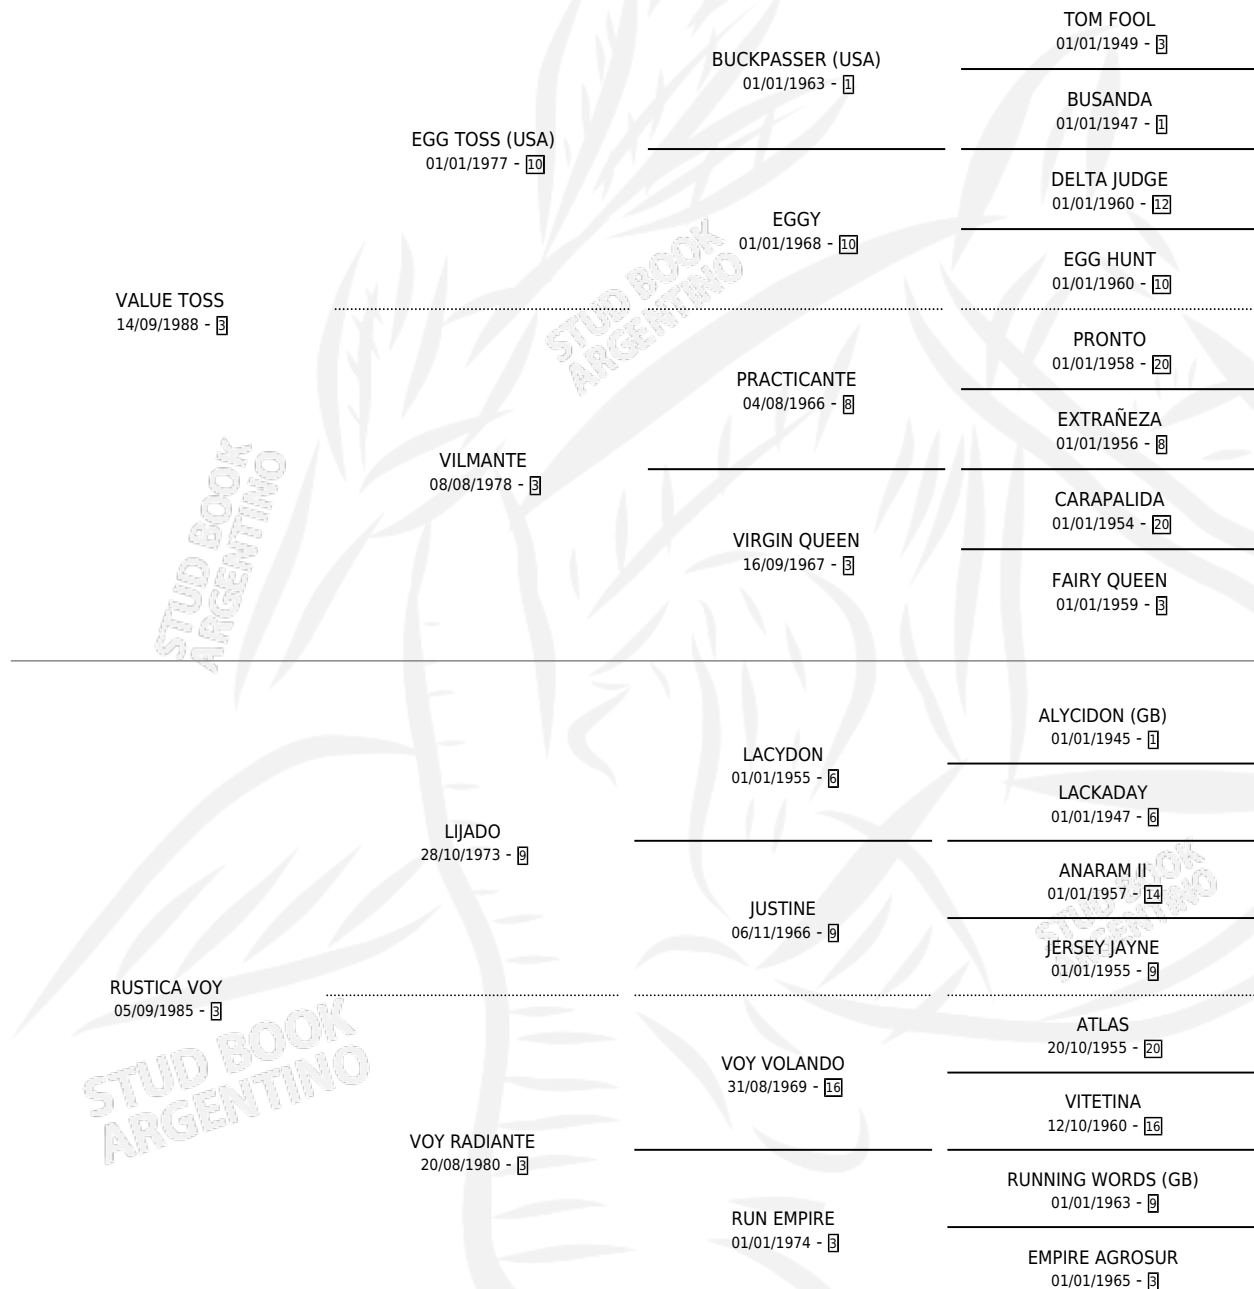 TOM FOOL
01/01/1949 - 3
BUCKPASSER (USA)
01/01/1963 - 1
BUSANDA
01/01/1947 - 1
EGG TOSS (USA)
01/01/1977 - 10
DELTA JUDGE
01/01/1960 - 12
EGGY
01/01/1968 - 10
EGG HUNT
01/01/1960 - 10
VALUE TOSS
14/09/1988 - 3
PRONTO
01/01/1958 - 20
PRACTICANTE
04/08/1966 - 8
EXTRAÑEZA
01/01/1956 - 8
VILMANTE
08/08/1978 - 3
CARAPALIDA
01/01/1954 - 20
VIRGIN QUEEN
16/09/1967 - 3
FAIRY QUEEN
01/01/1959 - 3
ALYCIDON (GB)
01/01/1945 - 1
LACYDON
01/01/1955 - 6
LACKADAY
01/01/1947 - 6
LIJADO
28/10/1973 - 9
ANARAM II
01/01/1957 - 14
JUSTINE
06/11/1966 - 9
JERSEY JAYNE
01/01/1955 - 9
RUSTICA VOY
05/09/1985 - 3
ATLAS
20/10/1955 - 20
VOY VOLANDO
31/08/1969 - 16
VITETINA
12/10/1960 - 16
VOY RADIANTE
20/08/1980 - 3
RUNNING WORDS (GB)
01/01/1963 - 9
RUN EMPIRE
01/01/1974 - 3
EMPIRE AGROSUR
01/01/1965 - 3
STUD BOOK
ARGENTINO
STUD BOOK
ARGENTINO
STUD BOOK
ARGENTINO
STUD BOOK
ARGENTINO